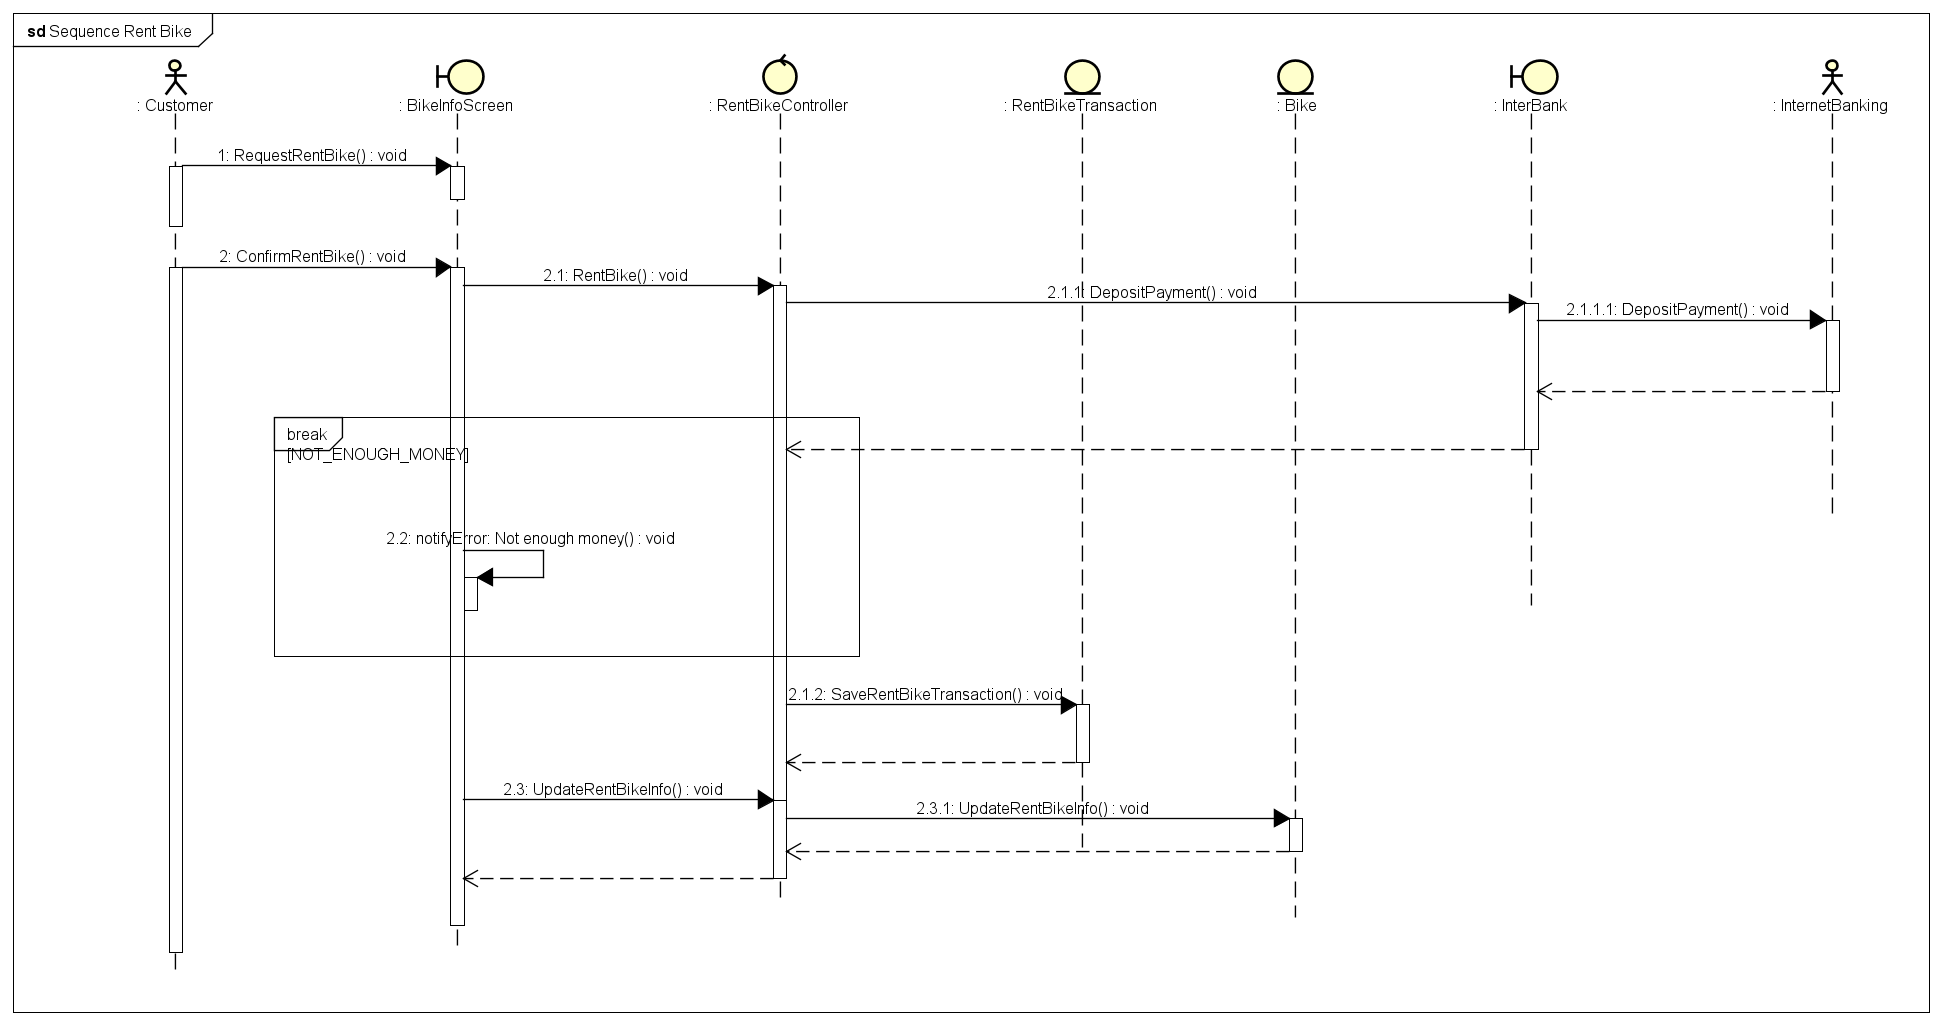 sd Sequence Rent Bike
: Customer
: BikeInfoScreen
: RentBikeController
: RentBikeTransaction
: Bike
: InterBank
: InternetBanking
1: RequestRentBike() : void
2: ConfirmRentBike() : void
2.1: RentBike() : void
2.1.1: DepositPayment() : void
2.1.1.1: DepositPayment() : void
break
[NOT_ENOUGH_MONEY]
2.2: notifyError: Not enough money() : void
2.1.2: SaveRentBikeTransaction() : void
2.3: UpdateRentBikeInfo() : void
2.3.1: UpdateRentBikeInfo() : void